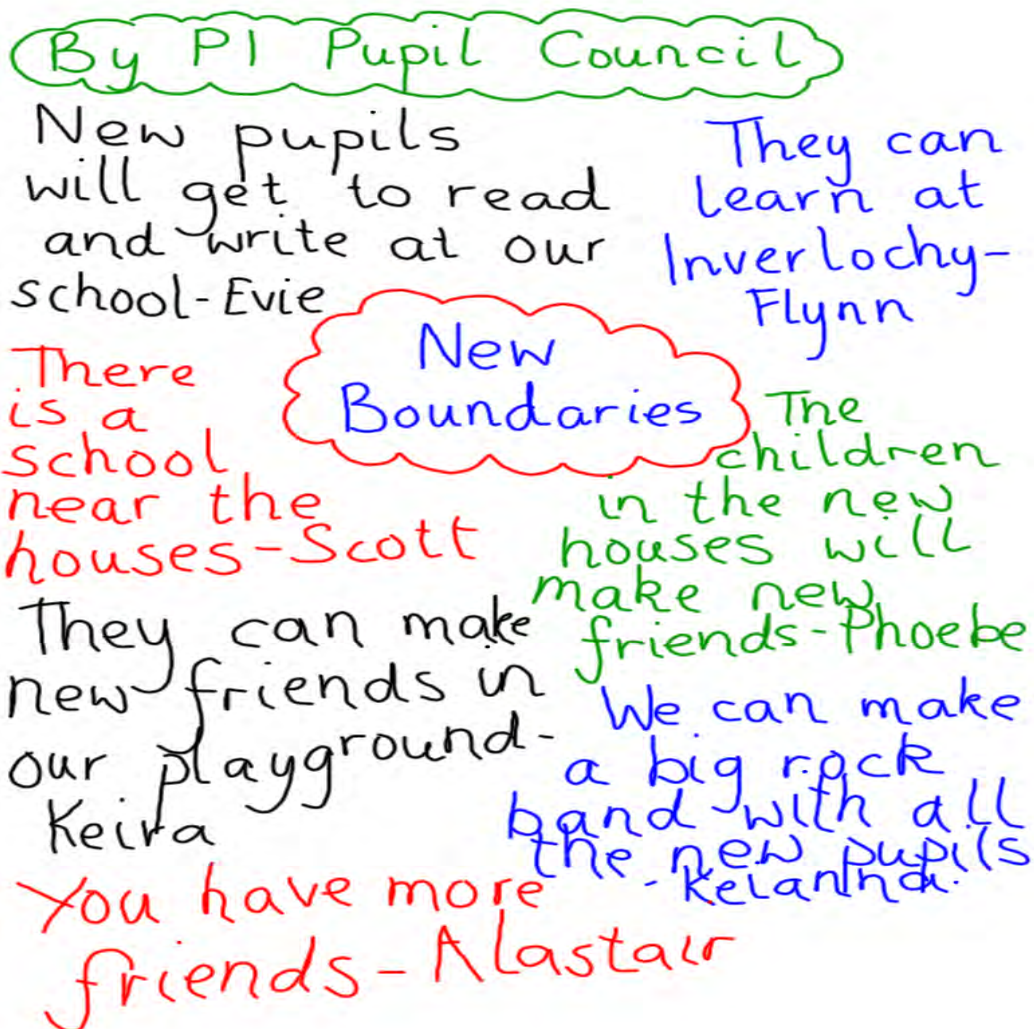 By P1 Pupil Council
New pupils
will get to read
and write at our
school-Evie
They can
learn at
Inverlochy-
Flynn
New
Boundaries
There
is a
school
near the
houses-Scott
The
children
in the new
houses will
make new
friends-Phoebe
They can make
new friends in
our playground-
Keira
We can make
a big rock
band with all
the new pupils
-
You have more
friends-Alastair